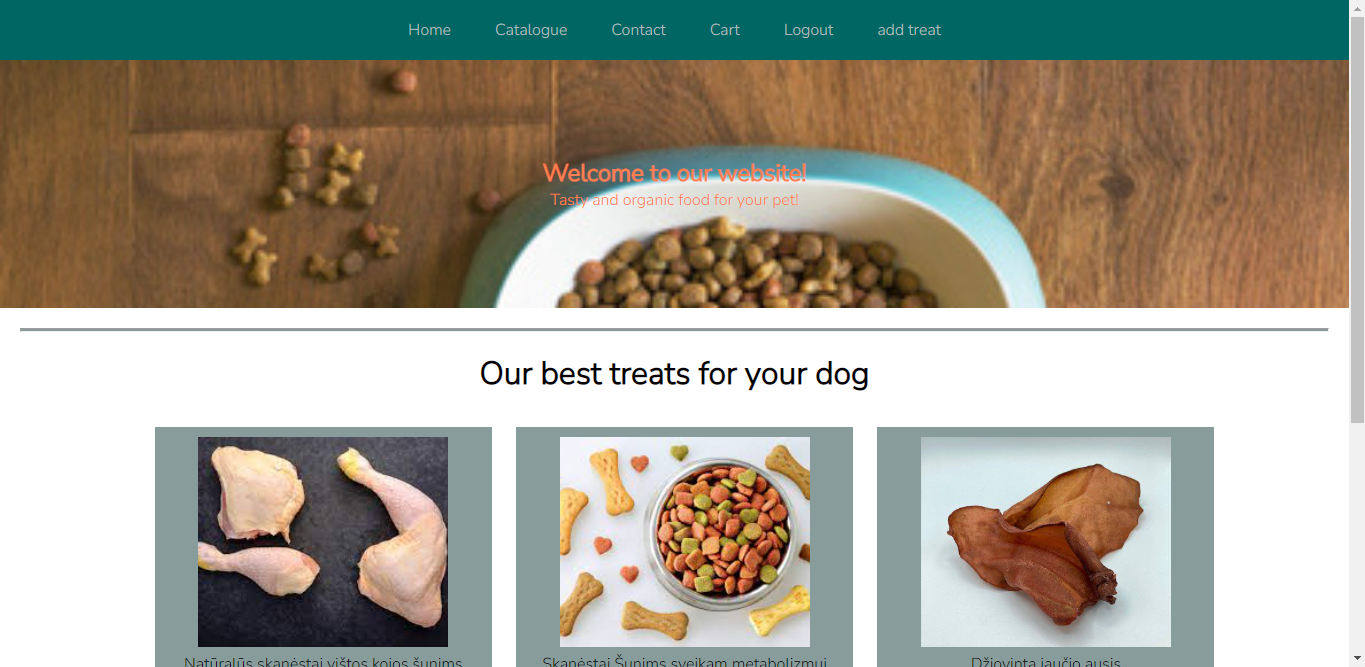 Home Catalogue Contact Cart Logout add treat
Welcome to our website!
Tasty and organic food for your pet!
Our best treats for your dog
Natūralūs skanėstai vištos kojos šunims
Skanėstai Šunims sveikam metabolizmui
Džiovinta jaučio ausis